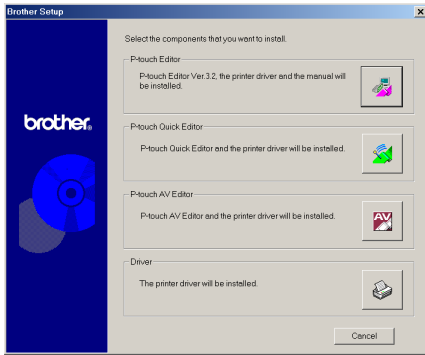 Brother Setup
Select the components that you want to install.
P-touch Editor
P-touch Editor Ver.3.2, the printer driver and the manual will
be installed.
brother.
P-touch Quick Editor
P-touch Quick Editor and the printer driver will be installed.
P-touch AV Editor
P-touch AV Editor and the printer driver will be installed.
AV
Driver
The printer driver will be installed.
Cancel